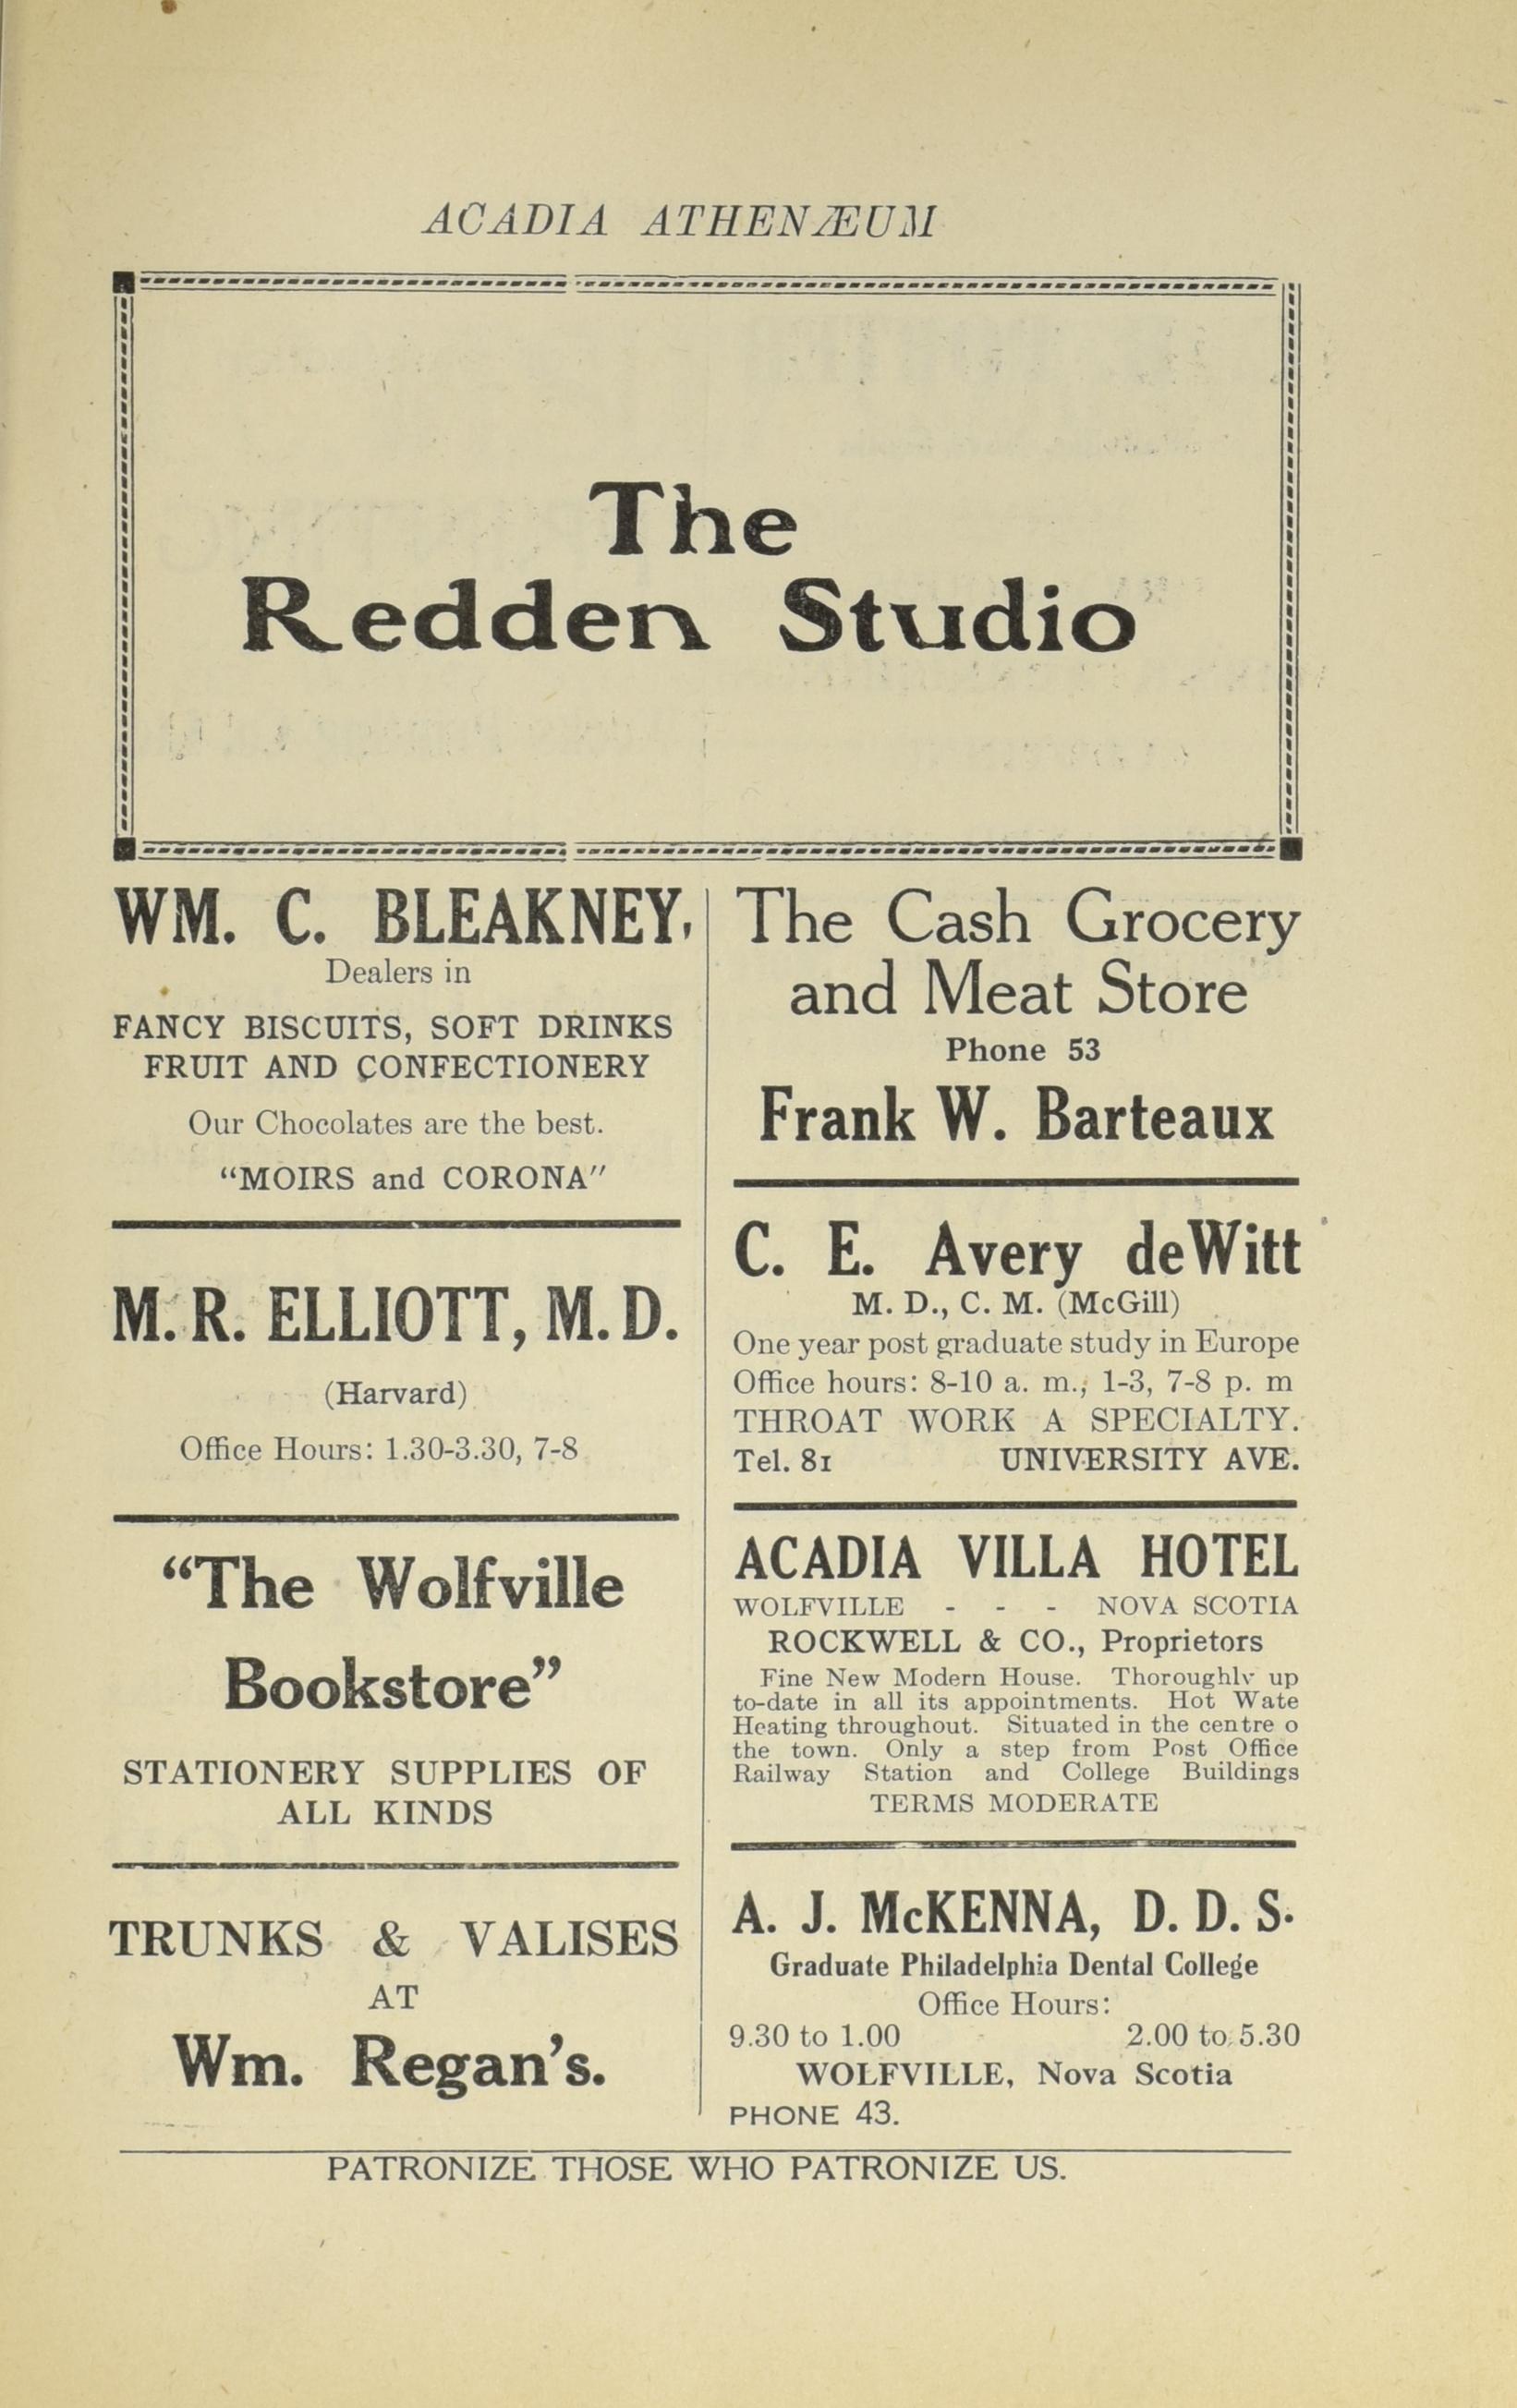 ACADIA ATHENÆUM
The
Redden Studio
WM. C. BLEAKNEY,
Dealers in
FANCY BISCUITS, SOFT DRINKS
FRUIT AND CONFECTIONERY
Our Chocolates are the best.
“MOIRS and CORONA”
M. R. ELLIOTT, M. D.
(Harvard)
Office Hours: 1.30-3.30, 7-8
“The Wolfville
Bookstore”
STATIONERY SUPPLIES OF
ALL KINDS
TRUNKS & VALISES
AT
Wm. Regan’s.
The Cash Grocery
and Meat Store
Phone 53
Frank W. Barteaux
C. E. Avery deWitt
M. D., C. M. (McGill)
One year post graduate study in Europe
Office hours: 8-10 a. m., 1-3, 7-8 p. m
THROAT WORK A SPECIALTY.
Tel. 81 UNIVERSITY AVE.
ACADIA VILLA HOTEL
WOLFVILLE - - - NOVA SCOTIA
ROCKWELL & CO., Proprietors
Fine New Modern House. Thoroughly up
to-date in all its appointments. Hot Wate
Heating throughout. Situated in the centre o
the town. Only a step from Post Office
Railway Station and College Buildings
TERMS MODERATE
A. J. McKENNA, D. D. S.
Graduate Philadelphia Dental College
Office Hours:
9.30 to 1.00 2.00 to 5.30
WOLFVILLE, Nova Scotia
PHONE 43.
PATRONIZE THOSE WHO PATRONIZE US.